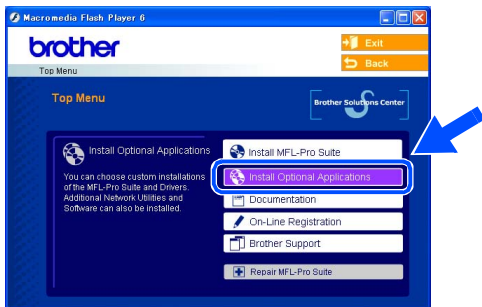 Macromedia Flash Player 6
brother
Exit
Back
Top Menu
Top Menu
Brother Solutions Center
Install Optional Applications
You can choose custom installations
of the MFL-Pro Suite and Drivers.
Additional Network Utilities and
Software can also be installed.
Install MFL-Pro Suite
Install Optional Applications
Documentation
On-Line Registration
Brother Support
Repair MFL-Pro Suite